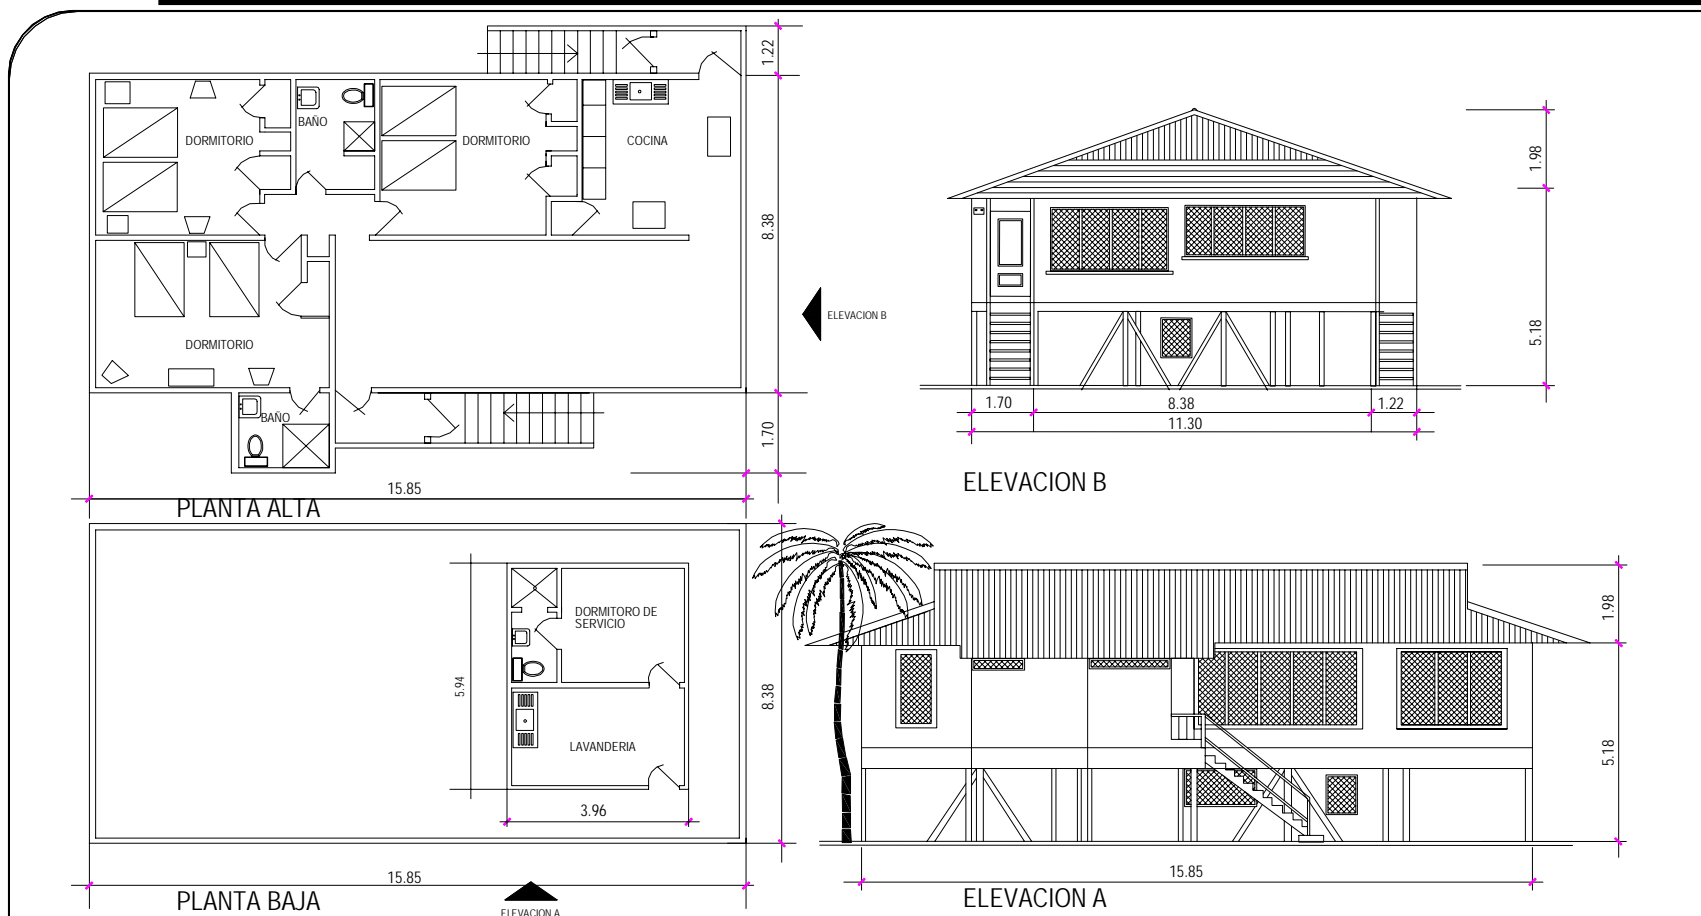 1.22
BAÑO
DORMITORIO
DORMITORIO
COCINA
8.38
ELEVACION B
DORMITORIO
BAÑO
1.70
15.85
PLANTA ALTA
1.98
5.18
1.70
8.38
1.22
11.30
ELEVACION B
DORMITORO DE
SERVICIO
5.94
8.38
LAVANDERIA
3.96
15.85
PLANTA BAJA
ELEVACION A
1.98
5.18
15.85
ELEVACION A